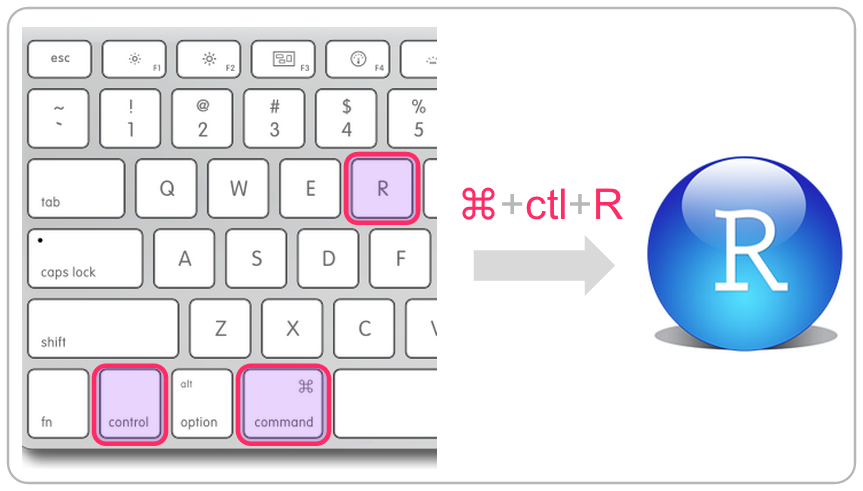 esc F1 F2 F3 F4
~ ! @ # $ %
` 1 2 3 4 5
tab Q W E R
caps lock A S D F
shift Z X C
alt ⌘
fn control option command
⌘+ctl+R
R